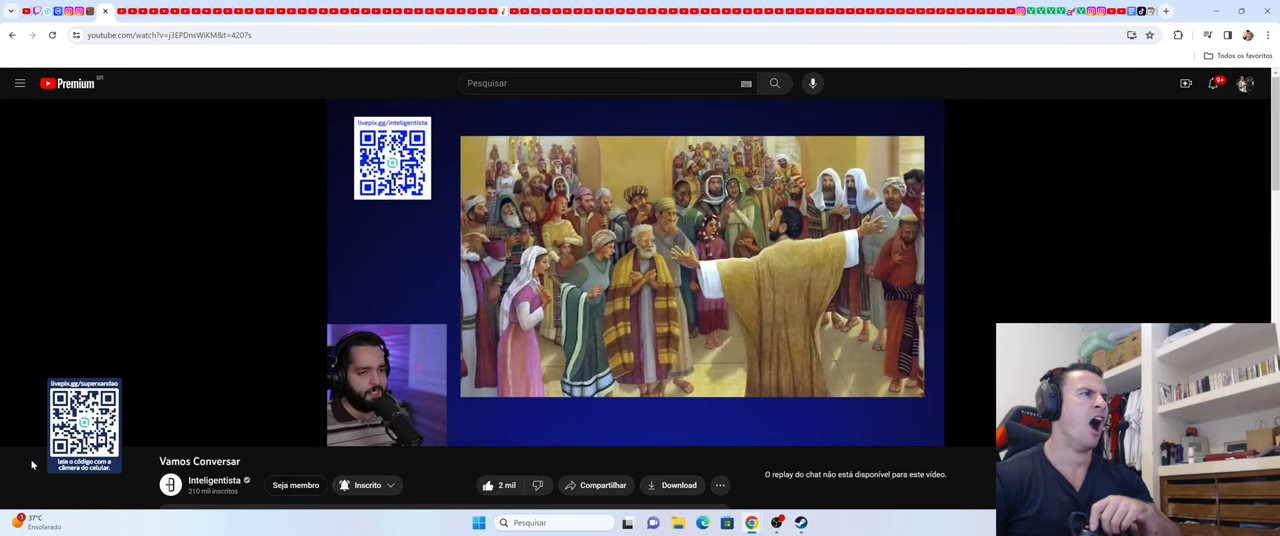 youtube.com/watch?v=j3EPDnsWiKM&t=4207s
Todos os favoritos
Premium BR
Pesquisar
9+
livepix.gg/inteligentista
livepix.gg/superxandao
leia o código com a
câmera do celular.
Vamos Conversar
Inteligentista
210 mil inscritos
Seja membro
Inscrito
2 mil
Compartilhar
Download
O replay do chat não está disponível para este vídeo.
1
37°C
Ensolarado
Pesquisar